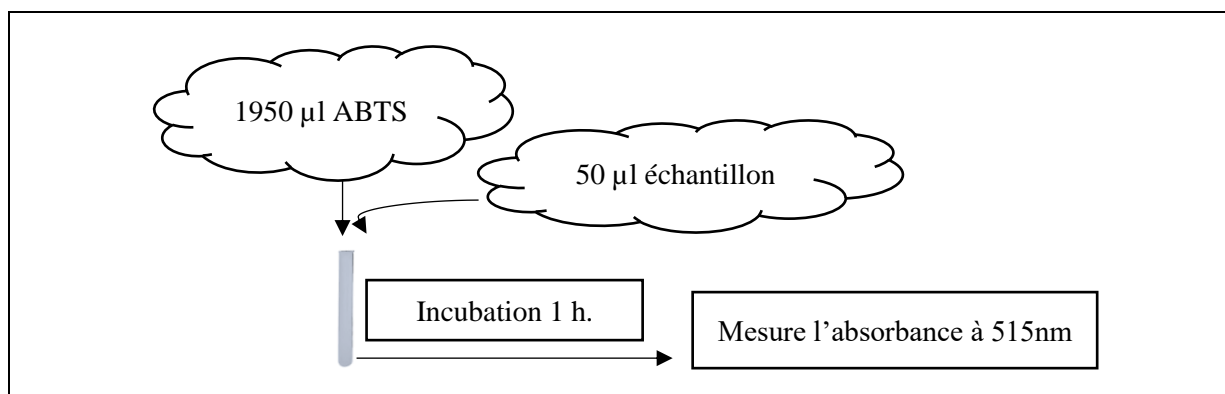 1950 µl ABTS
50 µl échantillon
Incubation 1 h.
Mesure l’absorbance à 515nm